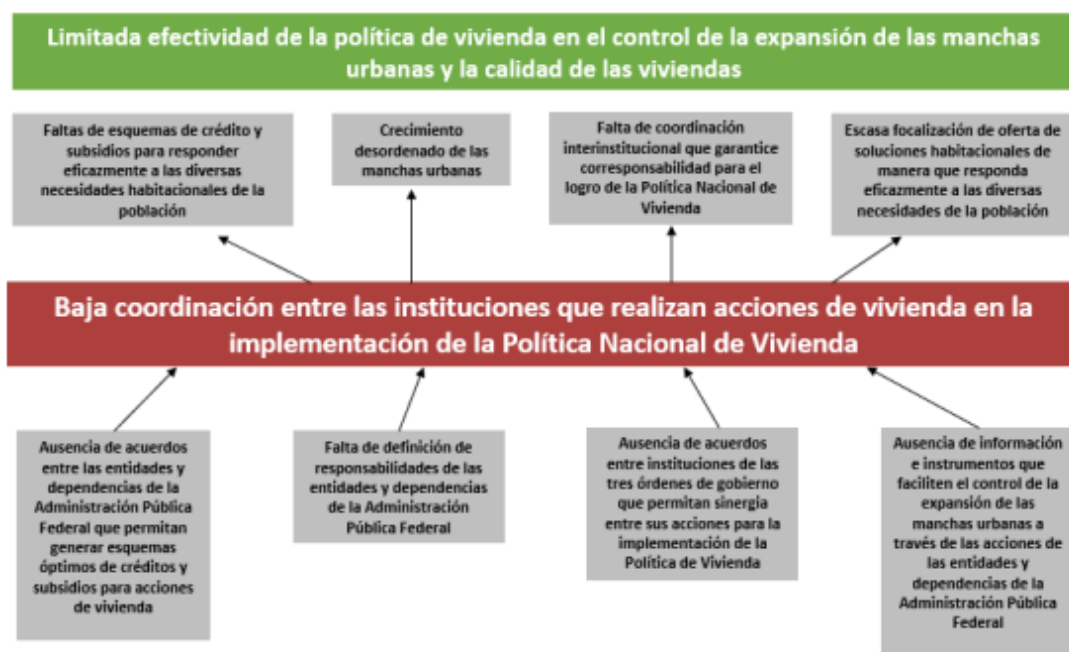 Limitada efectividad de la política de vivienda en el control de la expansión de las manchas
urbanas y la calidad de las viviendas
Faltas de esquemas de crédito y
subsidios para responder
eficazmente a las diversas
necesidades habitacionales de la
población
Crecimiento
desordenado de las
manchas urbanas
Falta de coordinación
interinstitucional que garantice
corresponsabilidad para el
logro de la Política Nacional de
Vivienda
Escasa focalización de oferta de
soluciones habitacionales de
manera que responda
eficazmente a las diversas
necesidades de la población
Baja coordinación entre las instituciones que realizan acciones de vivienda en la
implementación de la Política Nacional de Vivienda
Ausencia de acuerdos
entre las entidades y
dependencias de la
Administración Pública
Federal que permitan
generar esquemas
óptimos de créditos y
subsidios para acciones
de vivienda
Falta de definición de
responsabilidades de las
entidades y dependencias
de la Administración
Pública Federal
Ausencia de acuerdos
entre instituciones de las
tres órdenes de gobierno
que permitan sinergia
entre sus acciones para la
implementación de la
Política de Vivienda
Ausencia de información
e instrumentos que
faciliten el control de la
expansión de las
manchas urbanas a
través de las acciones de
las entidades y
dependencias de la
Administración Pública
Federal